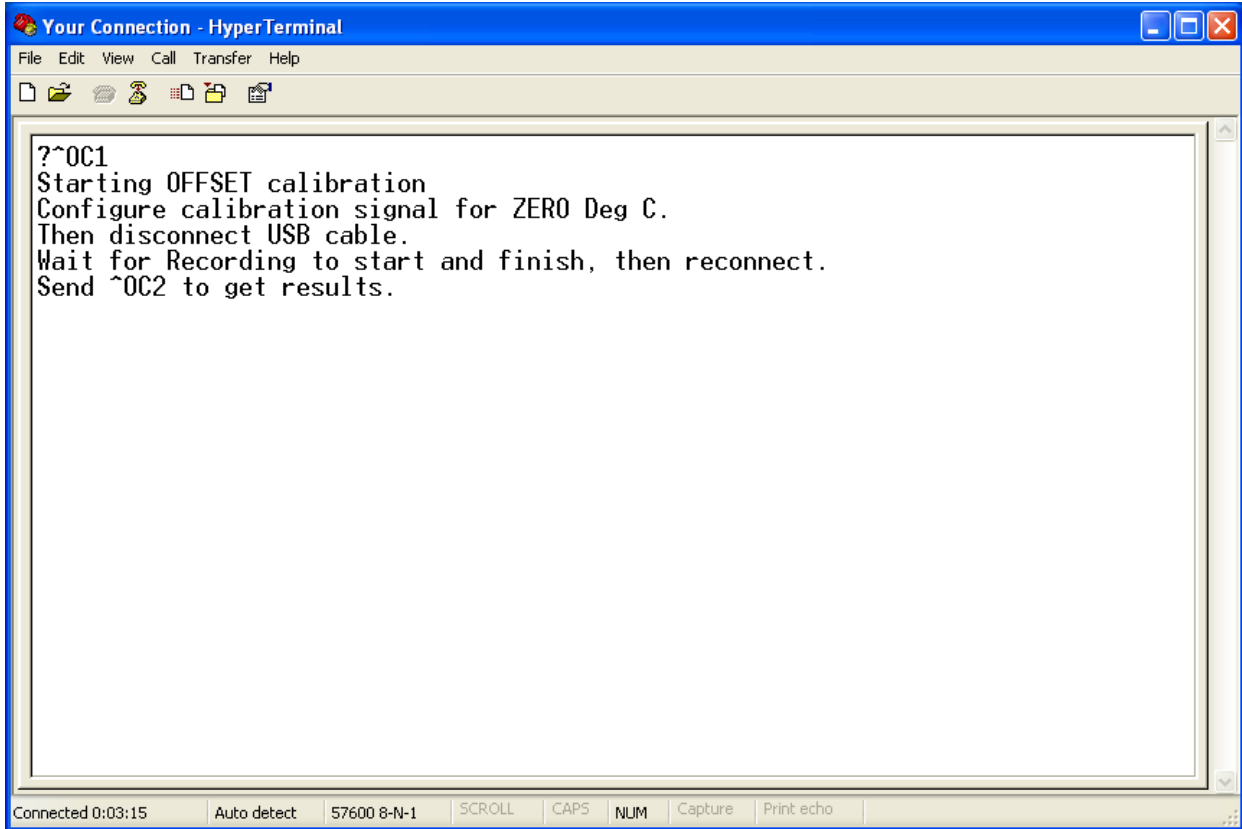 Your Connection - HyperTerminal
File Edit View Call Transfer Help
?^OC1
Starting OFFSET calibration
Configure calibration signal for ZERO Deg C.
Then disconnect USB cable.
Wait for Recording to start and finish, then reconnect.
Send ^OC2 to get results.
Connected 0:03:15 Auto detect 57600 8-N-1 SCROLL CAPS NUM Capture Print echo